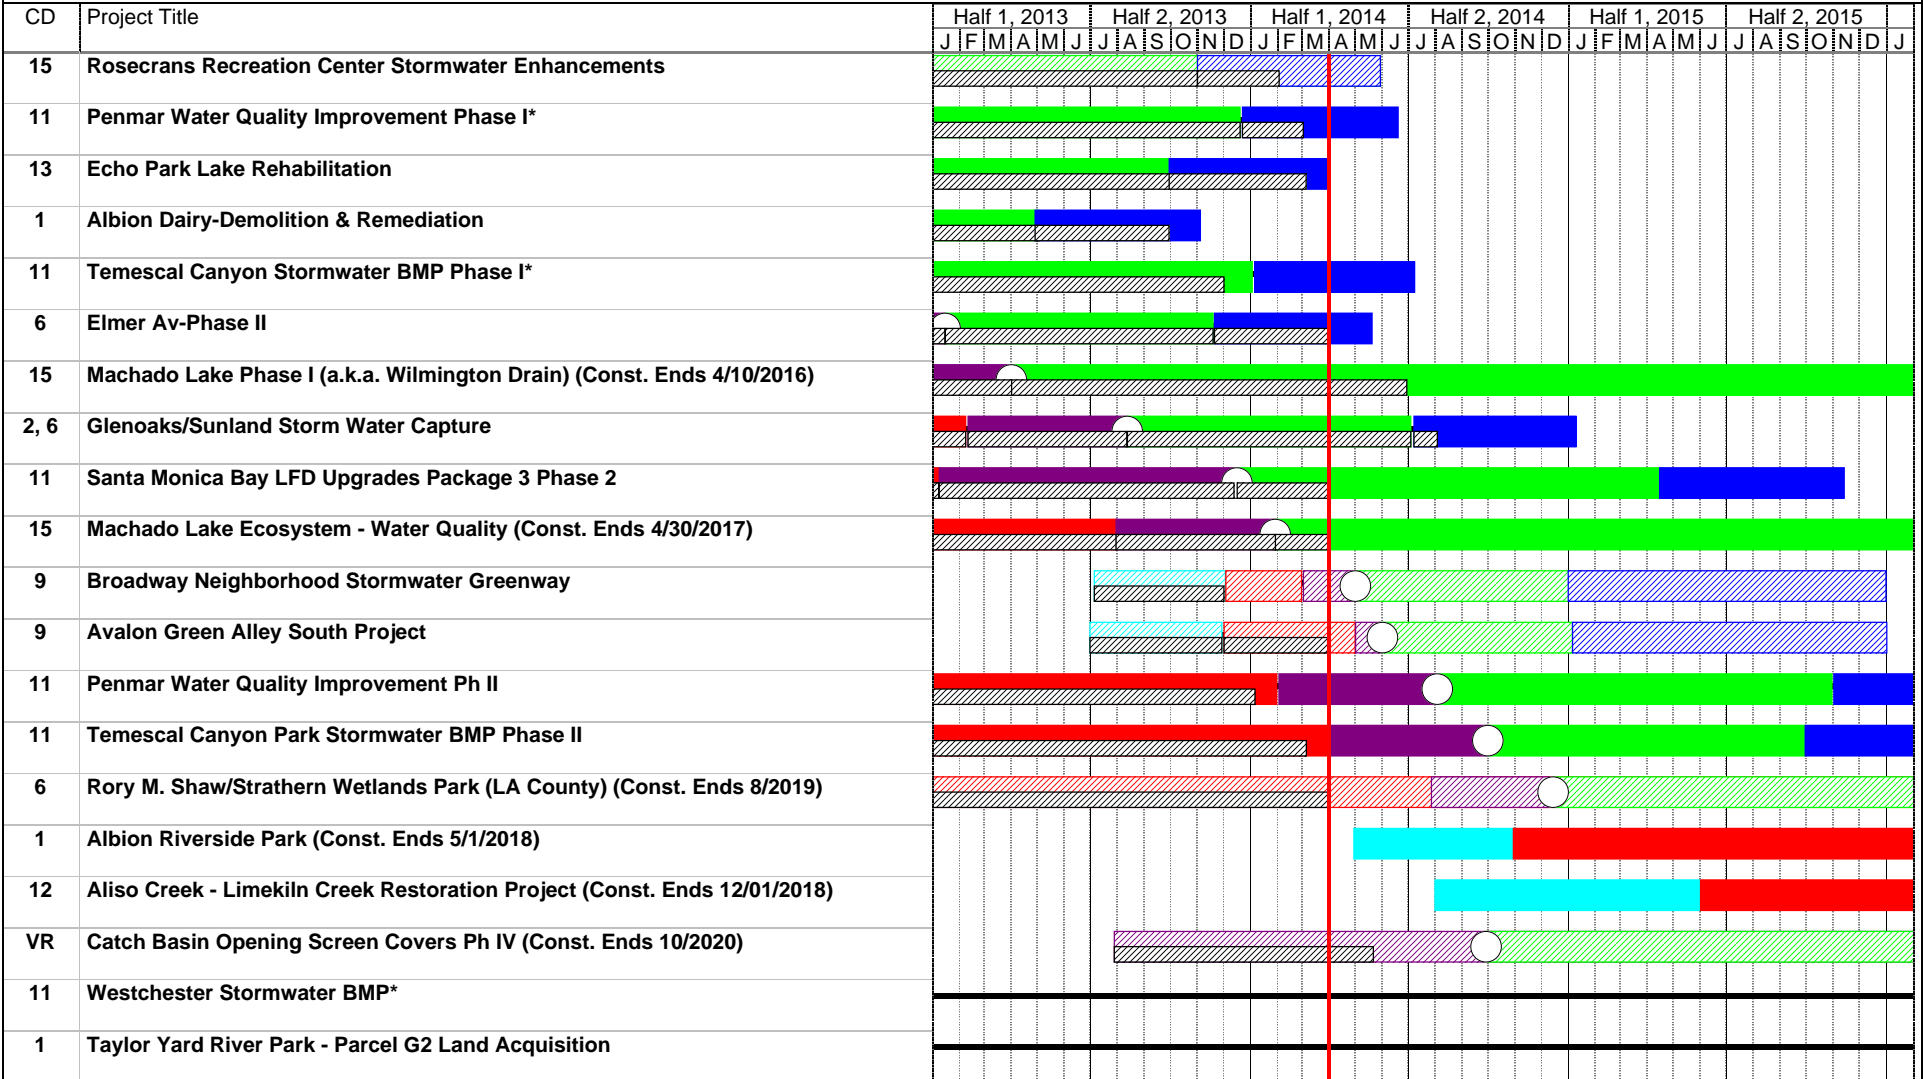 CD Project Title Half 1, 2013 Half 2, 2013 Half 1, 2014 Half 2, 2014 Half 1, 2015 Half 2, 2015
J F M A M J J A S O N D J F M A M J J A S O N D J F M A M J J A S O N D J
15 Rosecrans Recreation Center Stormwater Enhancements
11 Penmar Water Quality Improvement Phase I*
13 Echo Park Lake Rehabilitation
1 Albion Dairy-Demolition & Remediation
11 Temescal Canyon Stormwater BMP Phase I*
6 Elmer Av-Phase II
15 Machado Lake Phase I (a.k.a. Wilmington Drain) (Const. Ends 4/10/2016)
2, 6 Glenoaks/Sunland Storm Water Capture
11 Santa Monica Bay LFD Upgrades Package 3 Phase 2
15 Machado Lake Ecosystem - Water Quality (Const. Ends 4/30/2017)
9 Broadway Neighborhood Stormwater Greenway
9 Avalon Green Alley South Project
11 Penmar Water Quality Improvement Ph II
11 Temescal Canyon Park Stormwater BMP Phase II
6 Rory M. Shaw/Strathern Wetlands Park (LA County) (Const. Ends 8/2019)
1 Albion Riverside Park (Const. Ends 5/1/2018)
12 Aliso Creek - Limekiln Creek Restoration Project (Const. Ends 12/01/2018)
VR Catch Basin Opening Screen Covers Ph IV (Const. Ends 10/2020)
11 Westchester Stormwater BMP*
1 Taylor Yard River Park - Parcel G2 Land Acquisition